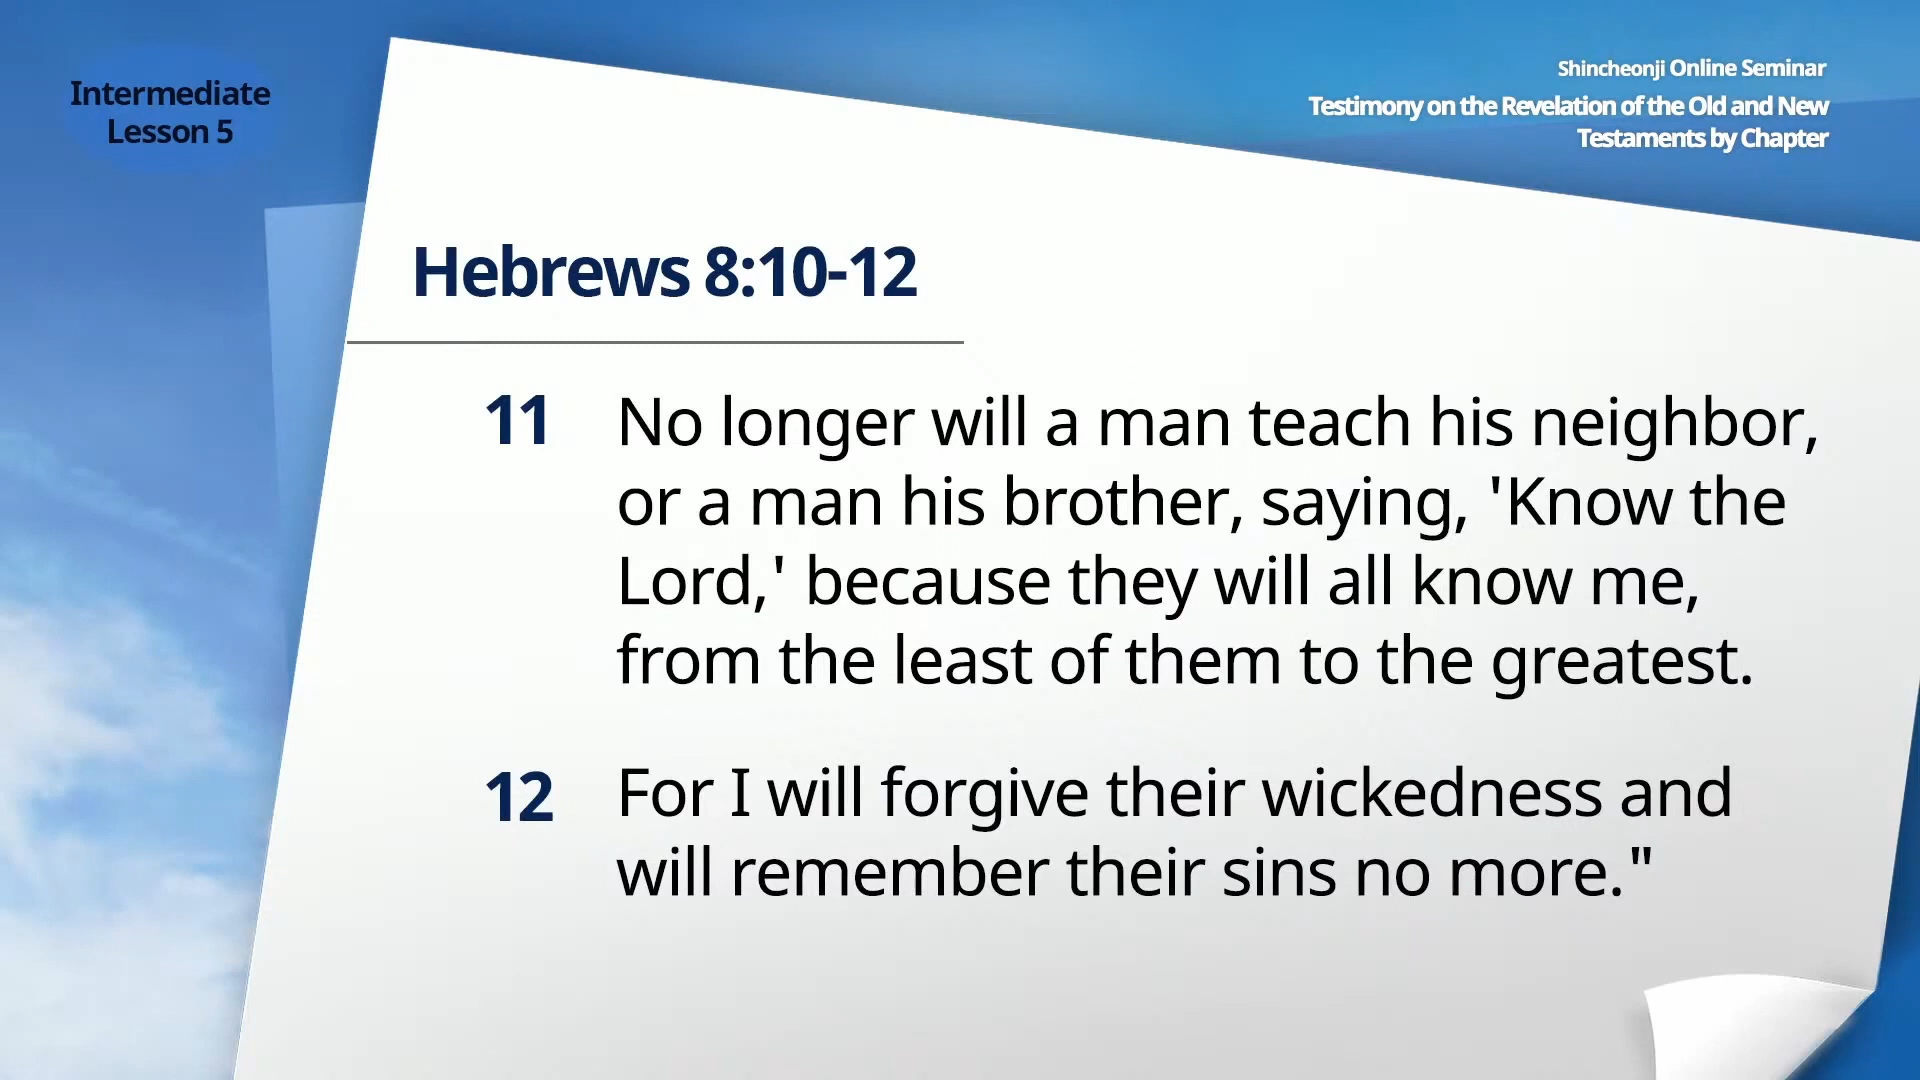 Intermediate
Lesson 5
Shincheonji Online Seminar
Testimony on the Revelation of the Old and New
Testaments by Chapter
Hebrews 8:10-12
11 No longer will a man teach his neighbor,
or a man his brother, saying, 'Know the
Lord,' because they will all know me,
from the least of them to the greatest.
12 For I will forgive their wickedness and
will remember their sins no more."